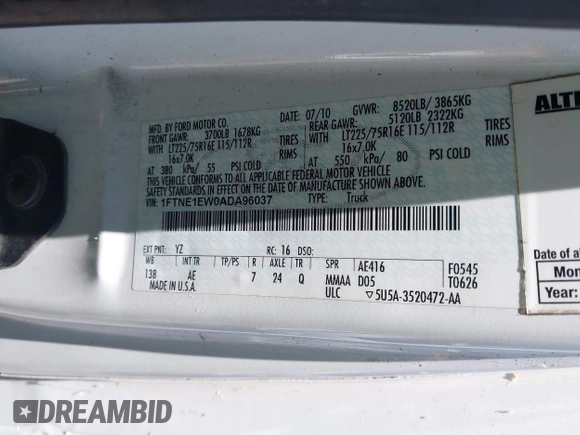 MFD. BY FORD MOTOR CO.
DATE: 07/10 GVWR: 8520LB/ 3865KG
FRONT GAWR: 3700LB 1678KG REAR GAWR: 5120LB 2322KG
WITH LT225/75R16E 115/112R TIRES WITH LT225/75R16E 115/112R TIRES
16x7.0K RIMS 16x7.0K RIMS
AT 380 kPa/ 55 PSI COLD AT 550 kPa/ 80 PSI COLD
THIS VEHICLE CONFORMS TO ALL APPLICABLE FEDERAL MOTOR VEHICLE
SAFETY STANDARDS IN EFFECT ON THE DATE OF MANUFACTURE SHOWN ABOVE.
VIN: 1FTNE1EW0ADA96037 TYPE: Truck
EXT PNT: YZ RC: 16 DSO:
WB INT TR TP/PS R AXLE TR SPR AE416 F0545
138 AE 7 24 Q MMAA D05 T0626
MADE IN U.S.A. ULC ▽5U5A-3520472-AA
ALTE
Date of al
Mon
Year:
DREAMBID